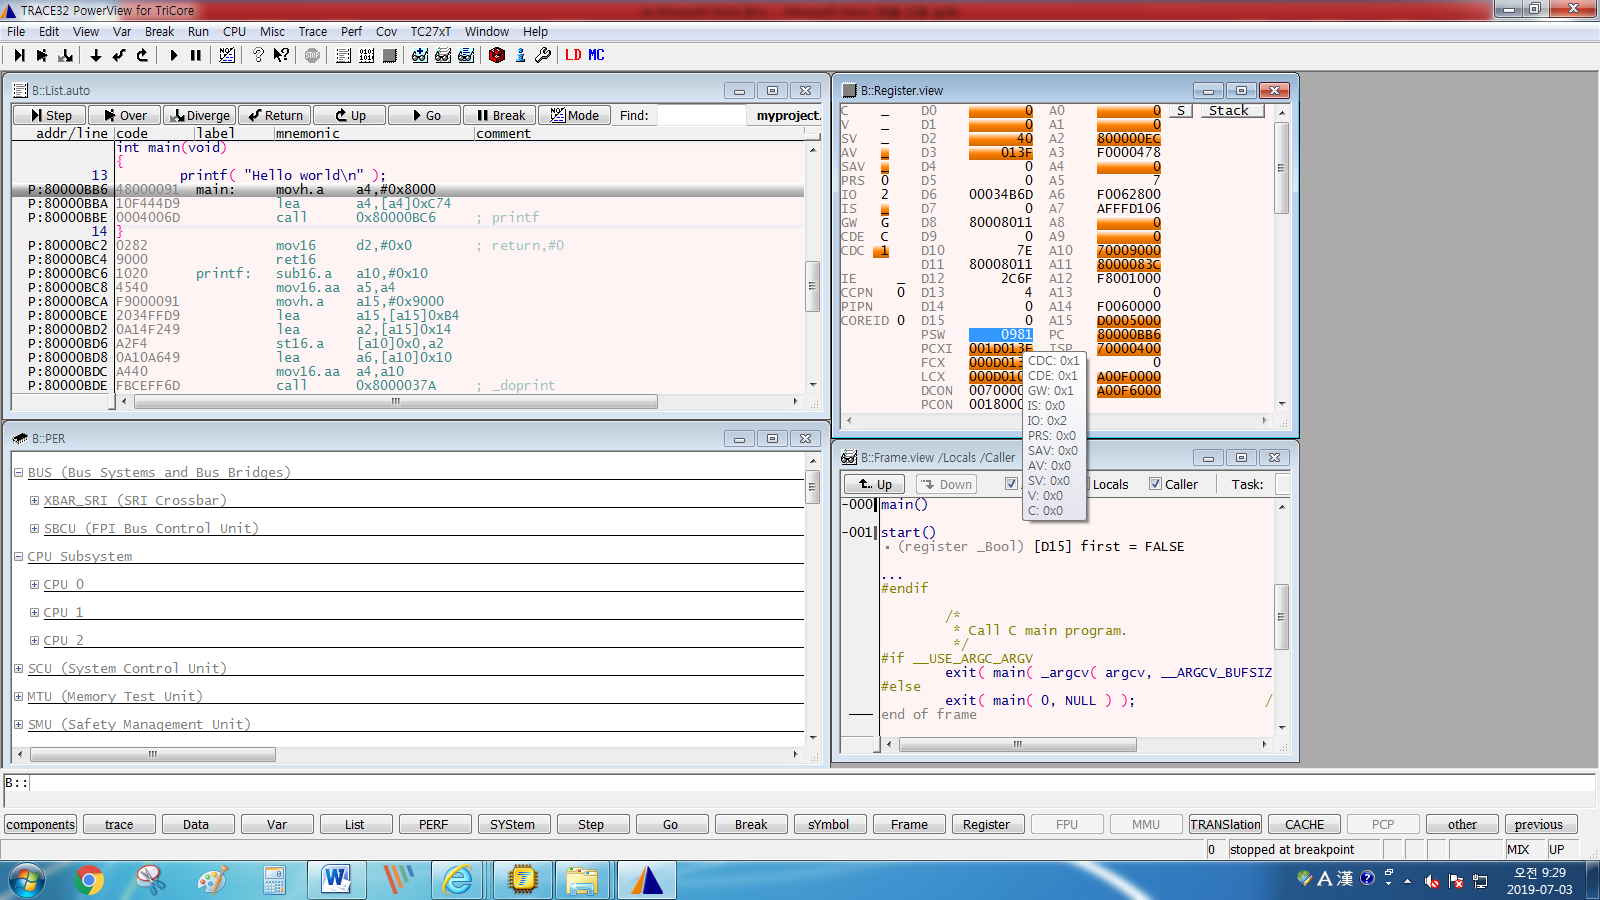 TRACE32 PowerView for TriCore
File Edit View Var Break Run CPU Misc Trace Perf Cov TC27xT Window Help
LD MC
B::List.auto
Step Over Diverge Return Up Go Break Mode Find: myproject.
addr/line code label mnemonic comment
int main(void)
{
13 printf( "Hello world\n" );
P:80000BB6 48000091 main: movh.a a4,#0x8000
P:80000BBA 10F444D9 lea a4,[a4]0xC74
P:80000BBE 0004006D call 0x80000BC6 ; printf
14 }
P:80000BC2 0282 mov16 d2,#0x0 ; return,#0
P:80000BC4 9000 ret16
P:80000BC6 1020 printf: sub16.a a10,#0x10
P:80000BC8 4540 mov16.aa a5,a4
P:80000BCA F9000091 movh.a a15,#0x9000
P:80000BCE 2034FFD9 lea a15,[a15]0xB4
P:80000BD2 0A14F249 lea a2,[a15]0x14
P:80000BD6 A2F4 st16.a [a10]0x0,a2
P:80000BD8 0A10A649 lea a6,[a10]0x10
P:80000BDC A440 mov16.aa a4,a10
P:80000BDE FBCEFF6D call 0x8000037A ; _doprint
B::Register.view
C _ D0 0 A0 0 S Stack
V _ D1 0 A1 0
SV _ D2 40 A2 800000EC
AV _ D3 013F A3 F0000478
SAV _ D4 0 A4 0
PRS 0 D5 0 A5 7
IO 2 D6 00034B6D A6 F0062800
IS _ D7 0 A7 AFFFD106
GW G D8 80008011 A8 0
CDE C D9 0 A9 0
CDC 1 D10 7E A10 70009000
D11 80008011 A11 8000083C
IE _ D12 2C6F A12 F8001000
CCPN 0 D13 4 A13 0
PIPN D14 0 A14 F0060000
COREID 0 D15 0 A15 D0005000
PSW 0981 PC 80000BB6
PCXI 001D013E ISP 70000400
FCX 000D013 0
LCX 000D010 A00F0000
DCON 0070000 A00F6000
PCON 0018000
CDC: 0x1
CDE: 0x1
GW: 0x1
IS: 0x0
IO: 0x2
PRS: 0x0
SAV: 0x0
AV: 0x0
SV: 0x0
V: 0x0
C: 0x0
B::PER
BUS (Bus Systems and Bus Bridges)
XBAR_SRI (SRI Crossbar)
SBCU (FPI Bus Control Unit)
CPU Subsystem
CPU 0
CPU 1
CPU 2
SCU (System Control Unit)
MTU (Memory Test Unit)
SMU (Safety Management Unit)
B::Frame.view /Locals /Caller
Up Down Locals Caller Task:
-000 main()
-001 start()
(register _Bool) [D15] first = FALSE
...
#endif
/*
* Call C main program.
*/
#if __USE_ARGC_ARGV
exit( main( _argcv( argcv, __ARGCV_BUFSIZ
#else
exit( main( 0, NULL ) ); /
end of frame
B::
components trace Data Var List PERF SYStem Step Go Break sYmbol Frame Register FPU MMU TRANSlation CACHE PCP other previous
0 stopped at breakpoint MIX UP
A 漢
오전 9:29
2019-07-03